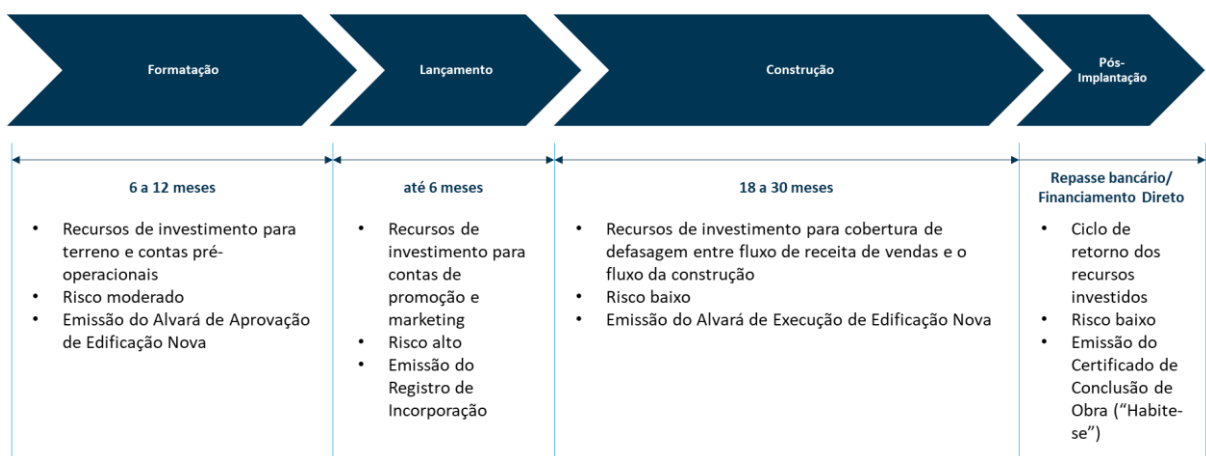 Formatação
Lançamento
Construção
Pós-
Implantação
6 a 12 meses
• Recursos de investimento para
terreno e contas pré-
operacionais
• Risco moderado
• Emissão do Alvará de Aprovação
de Edificação Nova
até 6 meses
• Recursos de
investimento para
contas de
promoção e
marketing
• Risco alto
• Emissão do
Registro de
Incorporação
18 a 30 meses
• Recursos de investimento para cobertura de
defasagem entre fluxo de receita de vendas e o
fluxo da construção
• Risco baixo
• Emissão do Alvará de Execução de Edificação Nova
Repasse bancário/
Financiamento Direto
• Ciclo de
retorno dos
recursos
investidos
• Risco baixo
• Emissão do
Certificado de
Conclusão de
Obra (“Habite-
se”)